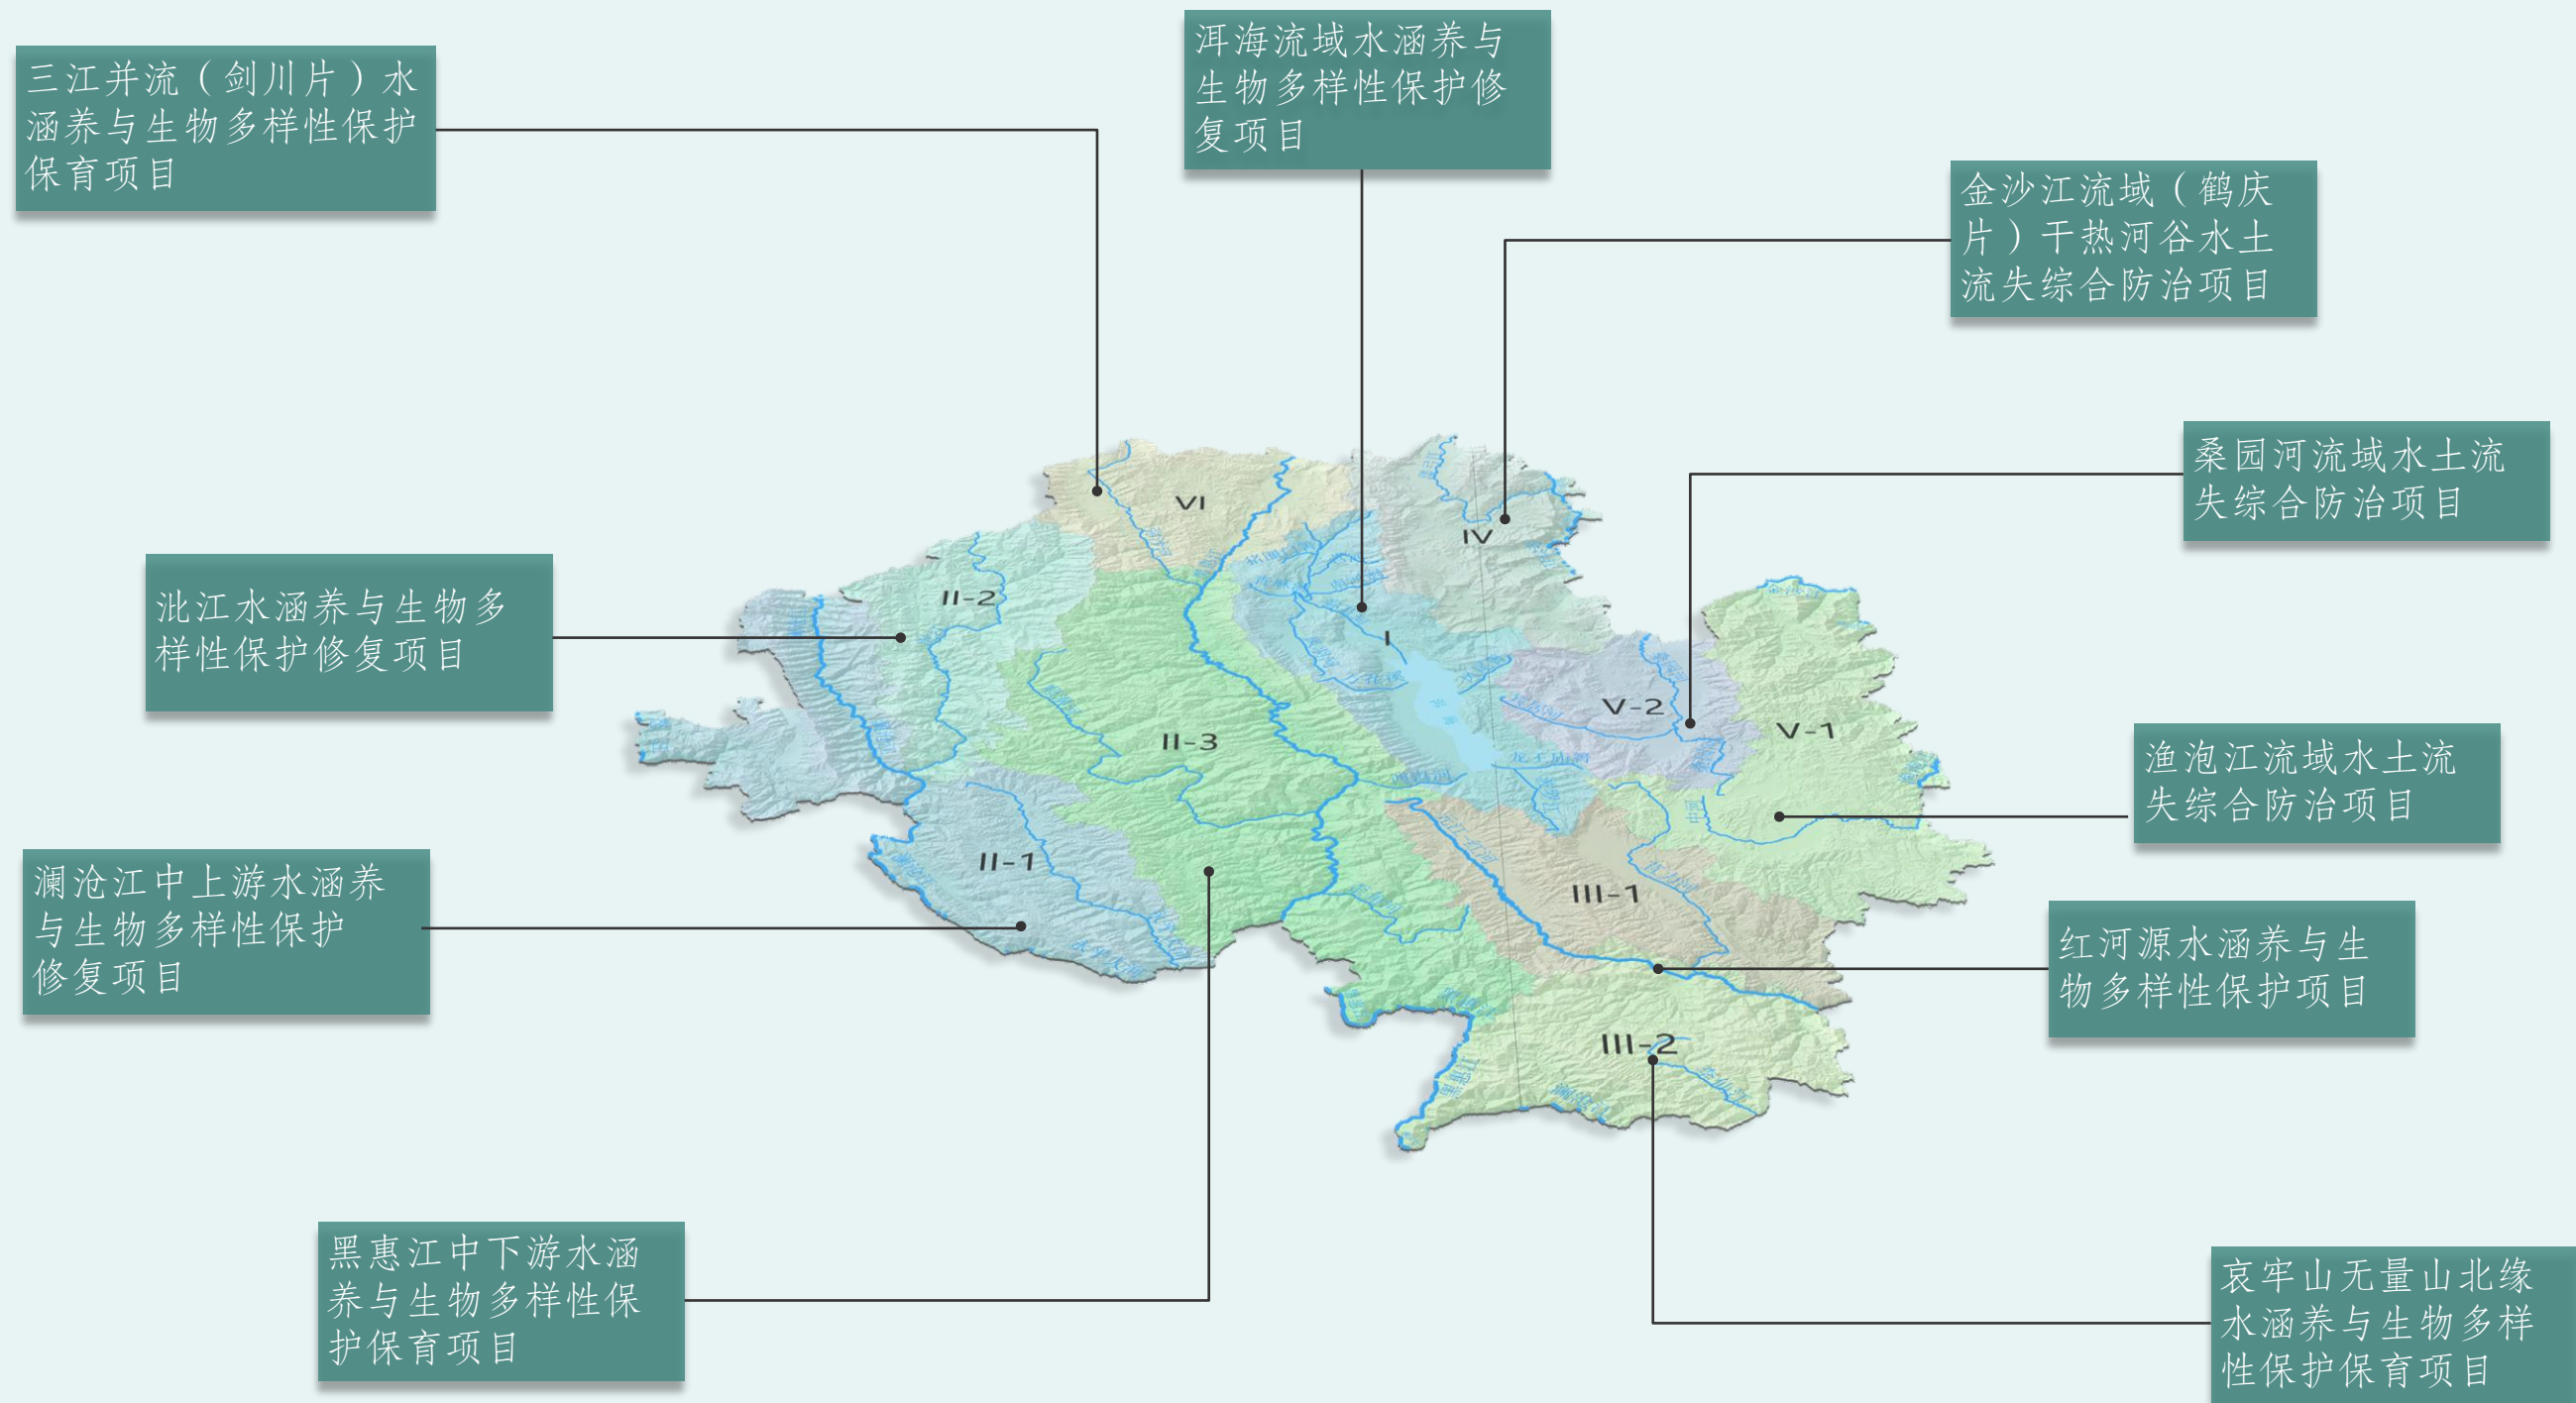 三江并流（剑川片）水
涵养与生物多样性保护
保育项目
洱海流域水涵养与
生物多样性保护修
复项目
金沙江流域（鹤庆
片）干热河谷水土
流失综合防治项目
桑园河流域水土流
失综合防治项目
沘江水涵养与生物多
样性保护修复项目
渔泡江流域水土流
失综合防治项目
澜沧江中上游水涵养
与生物多样性保护
修复项目
红河源水涵养与生
物多样性保护项目
黑惠江中下游水涵
养与生物多样性保
护保育项目
哀牢山无量山北缘
水涵养与生物多样
性保护保育项目
VI
IV
II-2
I
V-2
V-1
II-3
II-1
III-1
III-2
桑园河
澜沧江